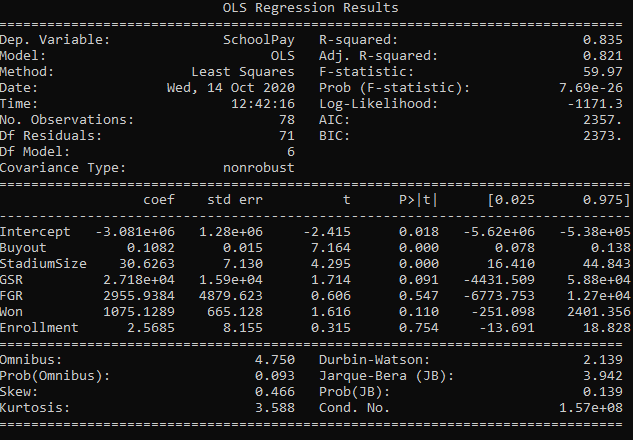 OLS Regression Results
==============================================================================
Dep. Variable: SchoolPay R-squared: 0.835
Model: OLS Adj. R-squared: 0.821
Method: Least Squares F-statistic: 59.97
Date: Wed, 14 Oct 2020 Prob (F-statistic): 7.69e-26
Time: 12:42:16 Log-Likelihood: -1171.3
No. Observations: 78 AIC: 2357.
Df Residuals: 71 BIC: 2373.
Df Model: 6
Covariance Type: nonrobust
==============================================================================
coef std err t P>|t| [0.025 0.975]
------------------------------------------------------------------------------
Intercept -3.081e+06 1.28e+06 -2.415 0.018 -5.62e+06 -5.38e+05
Buyout 0.1082 0.015 7.164 0.000 0.078 0.138
StadiumSize 30.6263 7.130 4.295 0.000 16.410 44.843
GSR 2.718e+04 1.59e+04 1.714 0.091 -4431.509 5.88e+04
FGR 2955.9384 4879.623 0.606 0.547 -6773.753 1.27e+04
Won 1075.1289 665.128 1.616 0.110 -251.098 2401.356
Enrollment 2.5685 8.155 0.315 0.754 -13.691 18.828
==============================================================================
Omnibus: 4.750 Durbin-Watson: 2.139
Prob(Omnibus): 0.093 Jarque-Bera (JB): 3.942
Skew: 0.466 Prob(JB): 0.139
Kurtosis: 3.588 Cond. No. 1.57e+08
==============================================================================